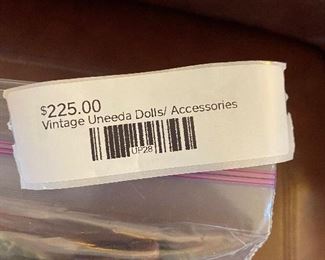 $225.00
Vintage Uneeda Dolls/ Accessories
UP28